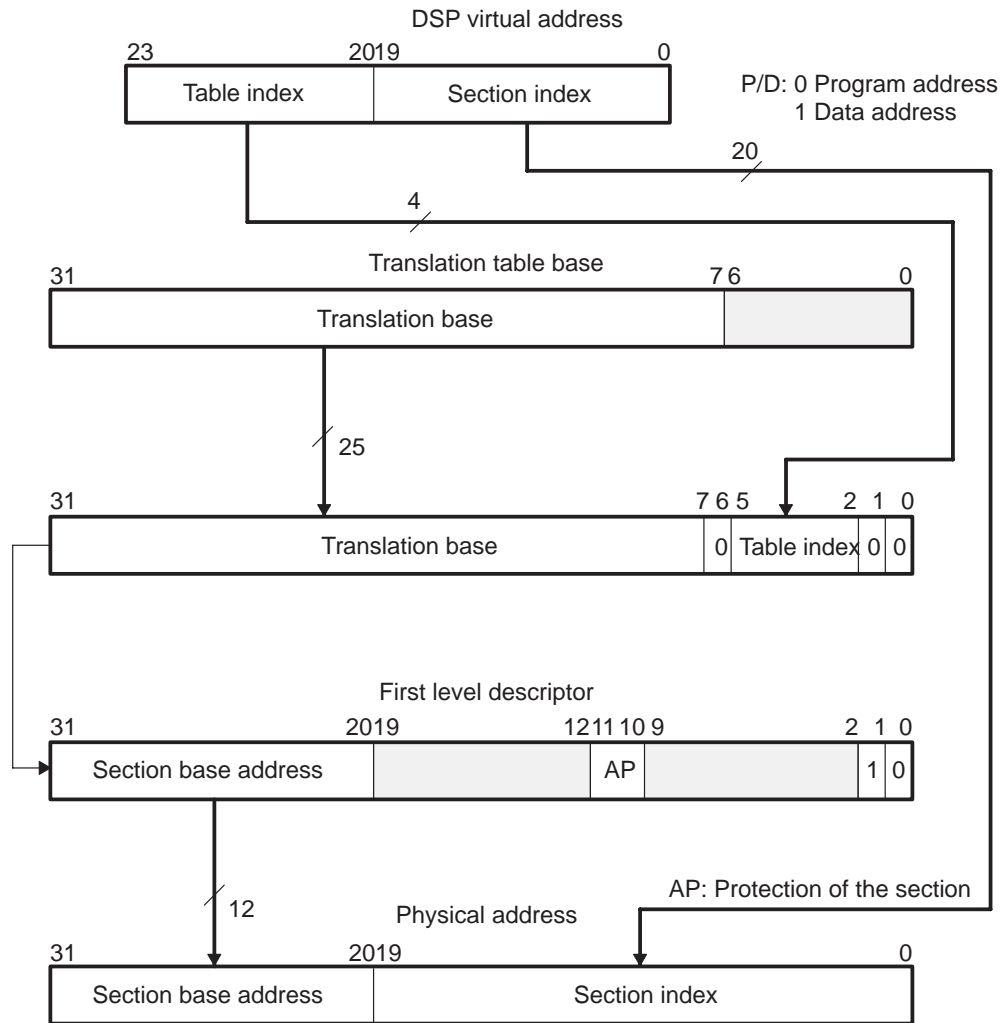 DSP virtual address
23 2019 0
Table index Section index
P/D: 0 Program address
1 Data address
20
4
Translation table base
31 7 6 0
Translation base
25
31 7 6 5 2 1 0
Translation base 0 Table index 0 0
First level descriptor
31 2019 1211 10 9 2 1 0
Section base address AP 1 0
12
AP: Protection of the section
Physical address
31 2019 0
Section base address Section index